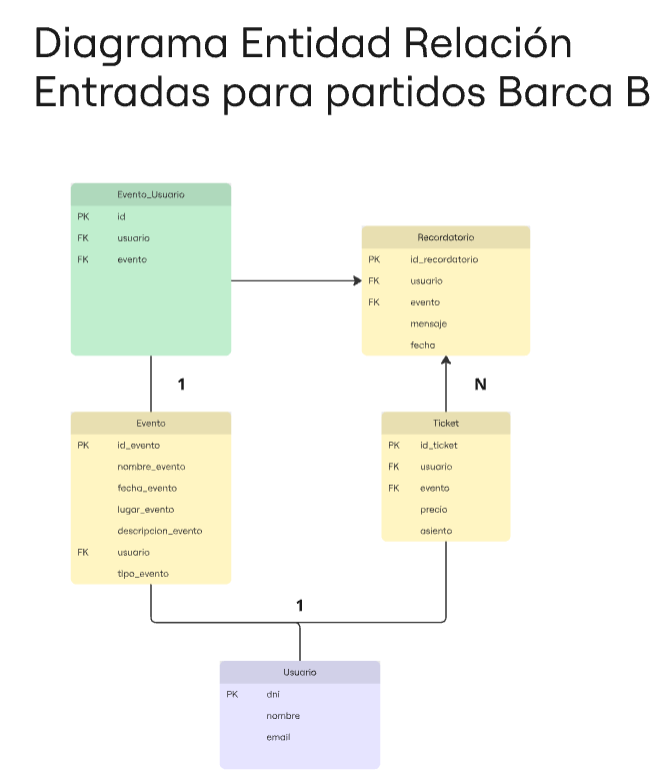 Diagrama Entidad Relación
Entradas para partidos Barca B
Evento_Usuario
PK id
FK usuario
FK evento
Recordatorio
PK id_recordatorio
FK usuario
FK evento
mensaje
fecha
1
N
Evento
PK id_evento
nombre_evento
fecha_evento
lugar_evento
descripcion_evento
FK usuario
tipo_evento
Ticket
PK id_ticket
FK usuario
FK evento
precio
asiento
1
Usuario
PK dni
nombre
email